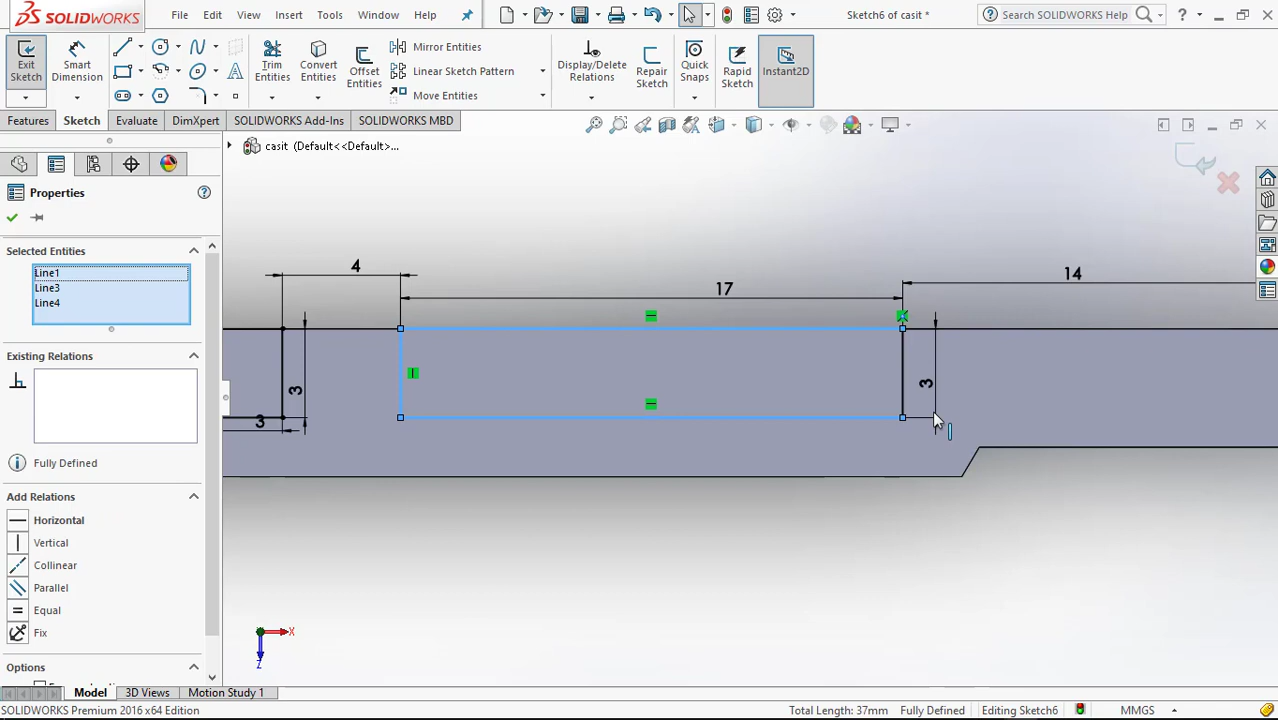 SOLIDWORKS File Edit View Insert Tools Window Help Sketch6 of casit * Search SOLIDWORKS Help ?
Exit Sketch
Smart Dimension
Trim Entities
Convert Entities
Offset Entities
Mirror Entities
Linear Sketch Pattern
Move Entities
Display/Delete Relations
Repair Sketch
Quick Snaps
Rapid Sketch
Instant2D
Features Sketch Evaluate DimXpert SOLIDWORKS Add-Ins SOLIDWORKS MBD
casit (Default<<Default>...
Properties
Selected Entities
Line1
Line3
Line4
Existing Relations
Fully Defined
Add Relations
Horizontal
Vertical
Collinear
Parallel
Equal
Fix
Options
4
17
14
3
3
3
X
Z
Model 3D Views Motion Study 1
SOLIDWORKS Premium 2016 x64 Edition Total Length: 37mm Fully Defined Editing Sketch6 MMGS